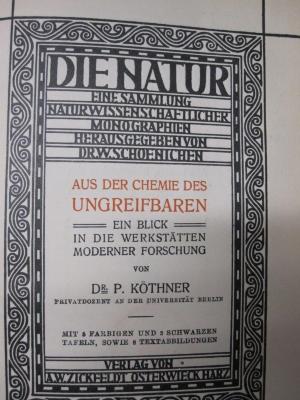 DIE NATUR
EINE SAMMLUNG
NATURWISSENSCHAFTLICHER
MONOGRAPHIEN
HERAUSGEGEBEN VON
DR. W. SCHOENICHEN
AUS DER CHEMIE DES
UNGREIFBAREN
EIN BLICK
IN DIE WERKSTÄTTEN
MODERNER FORSCHUNG
VON
DR. P. KÖTHNER
PRIVATDOZENT AN DER UNIVERSITÄT BERLIN
MIT 5 FARBIGEN UND 2 SCHWARZEN
TAFELN, SOWIE 8 TEXTABBILDUNGEN
VERLAG VON
A.W. ZICKFELDT, OSTERWIECK HARZ